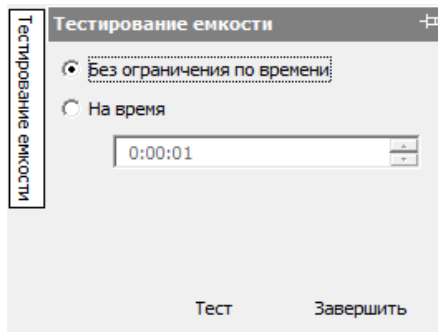 Тестирование емкости
Тестирование емкости
Без ограничения по времени
На время
0:00:01
Тест
Завершить